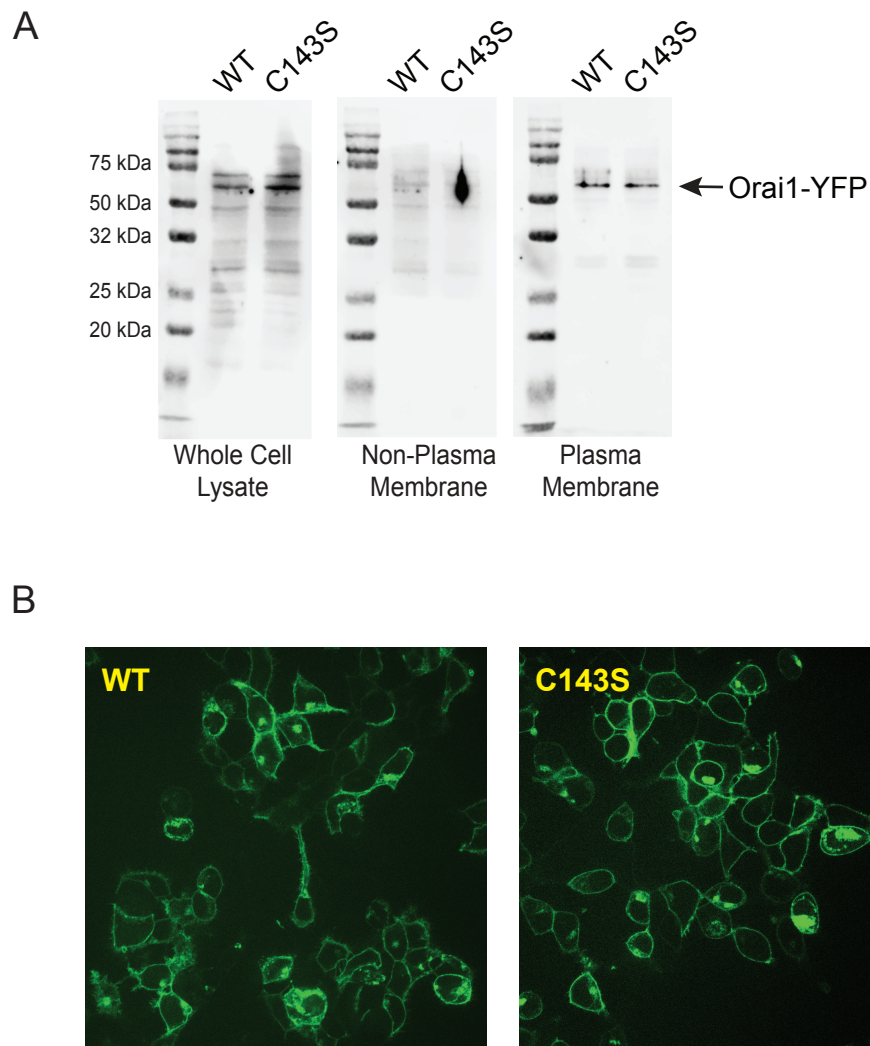 A
WT
C143S
WT
C143S
WT
C143S
75 kDa
50 kDa
32 kDa
25 kDa
20 kDa
Orai1-YFP
Whole Cell
Lysate
Non-Plasma
Membrane
Plasma
Membrane
B
WT
C143S